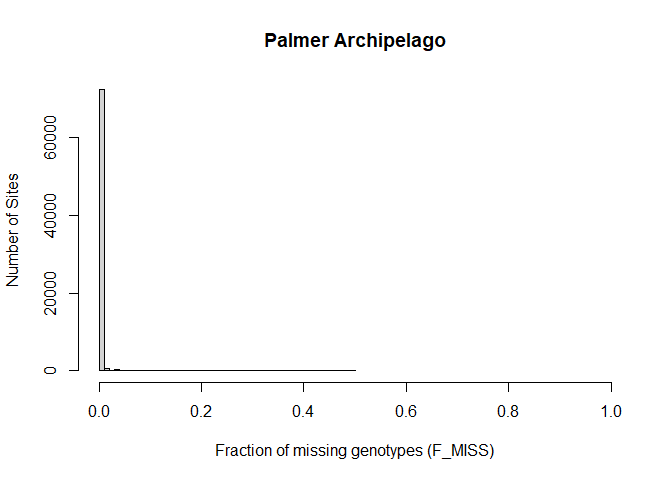 Palmer Archipelago
Number of Sites
60000
40000
20000
0
0.0 0.2 0.4 0.6 0.8 1.0
Fraction of missing genotypes (F_MISS)